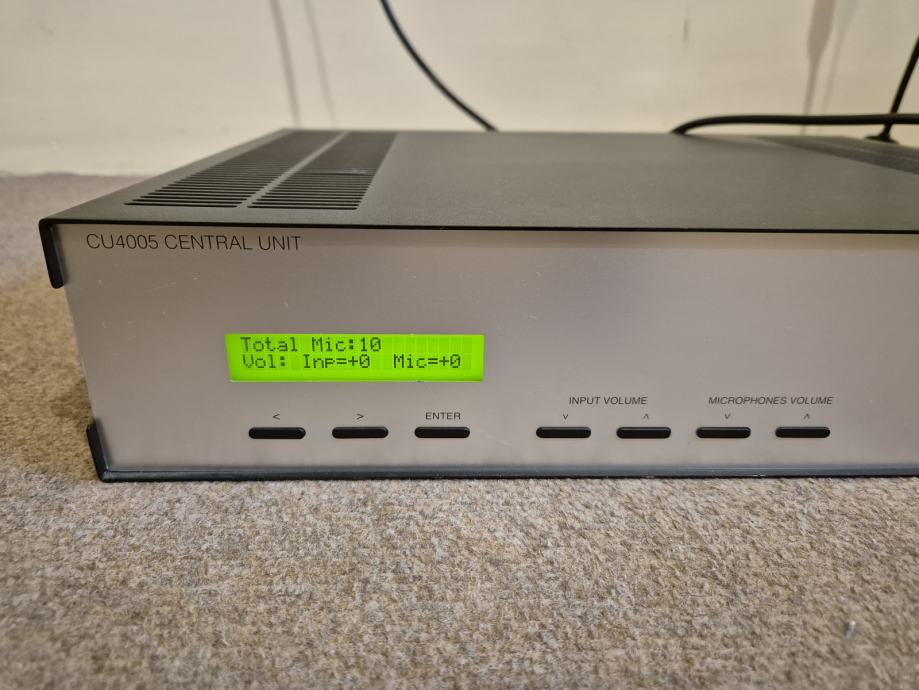 CU4005 CENTRAL UNIT
Total Mic:10
Vol: Inp=+0 Mic=+0
INPUT VOLUME MICROPHONES VOLUME
< > ENTER v ʌ v ʌ